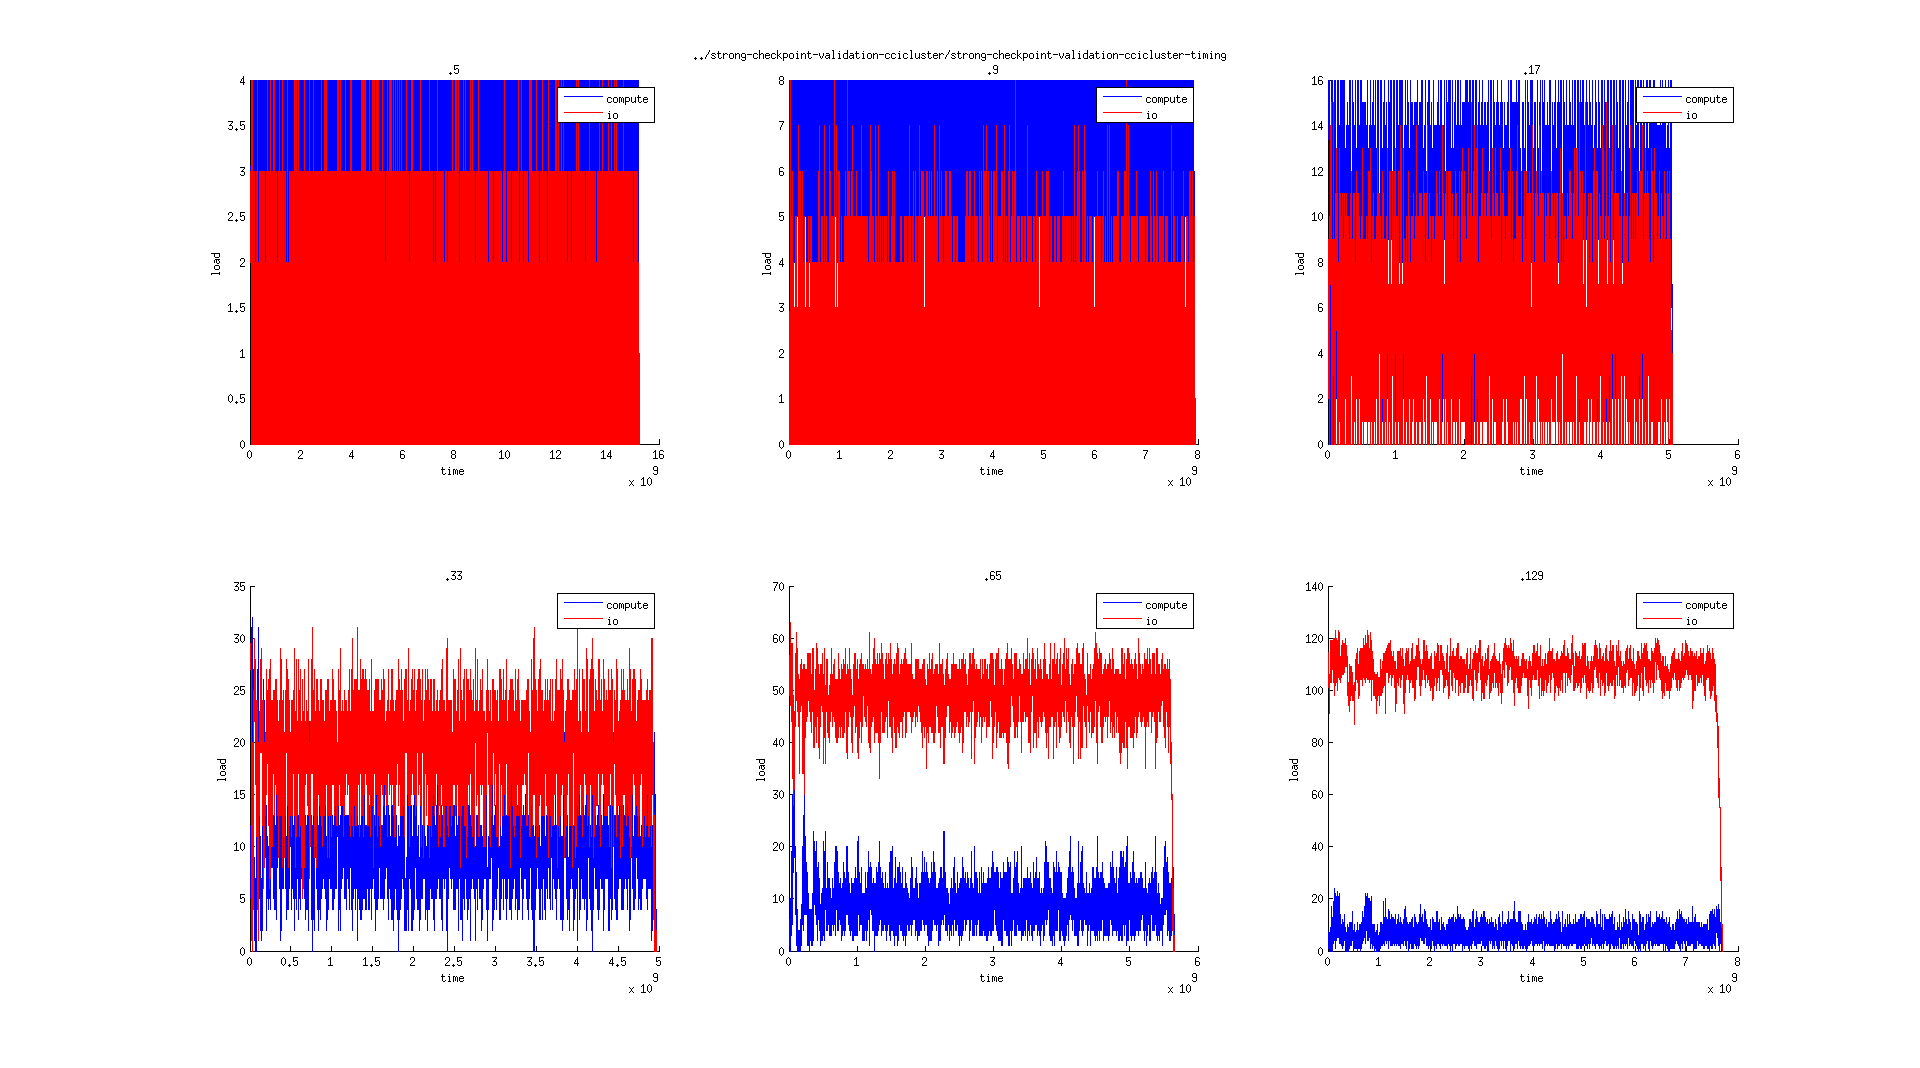 ../strong-checkpoint-validation-ccicluster/strong-checkpoint-validation-ccicluster-timing
.5
4
3.5
3
2.5
2
1.5
1
0.5
0
load
compute
io
0 2 4 6 8 10 12 14 16
time
x 10 9
.9
8
7
6
5
4
3
2
1
0
load
compute
io
0 1 2 3 4 5 6 7 8
time
x 10 9
.17
16
14
12
10
8
6
4
2
0
load
compute
io
0 1 2 3 4 5 6
time
x 10 9
.33
35
30
25
20
15
10
5
0
load
compute
io
0 0.5 1 1.5 2 2.5 3 3.5 4 4.5 5
time
x 10 9
.65
70
60
50
40
30
20
10
0
load
compute
io
0 1 2 3 4 5 6
time
x 10 9
.129
140
120
100
80
60
40
20
0
load
compute
io
0 1 2 3 4 5 6 7 8
time
x 10 9